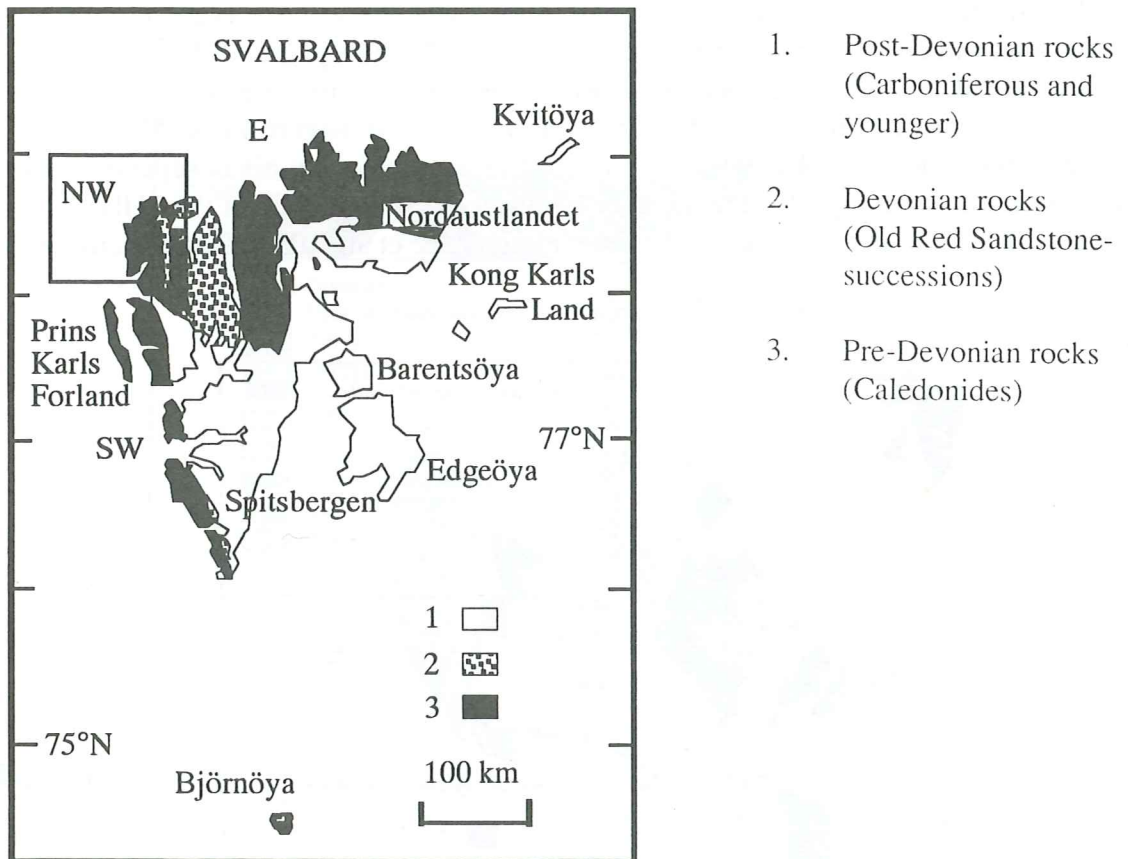 SVALBARD
Kvitöya
E
NW
Nordaustlandet
Kong Karls
Land
Prins
Karls
Forland
Barentsöya
SW
77°N
Edgeöya
Spitsbergen
1
2
3
75°N
100 km
Björnöya
1. Post-Devonian rocks
(Carboniferous and
younger)
2. Devonian rocks
(Old Red Sandstone-
successions)
3. Pre-Devonian rocks
(Caledonides)